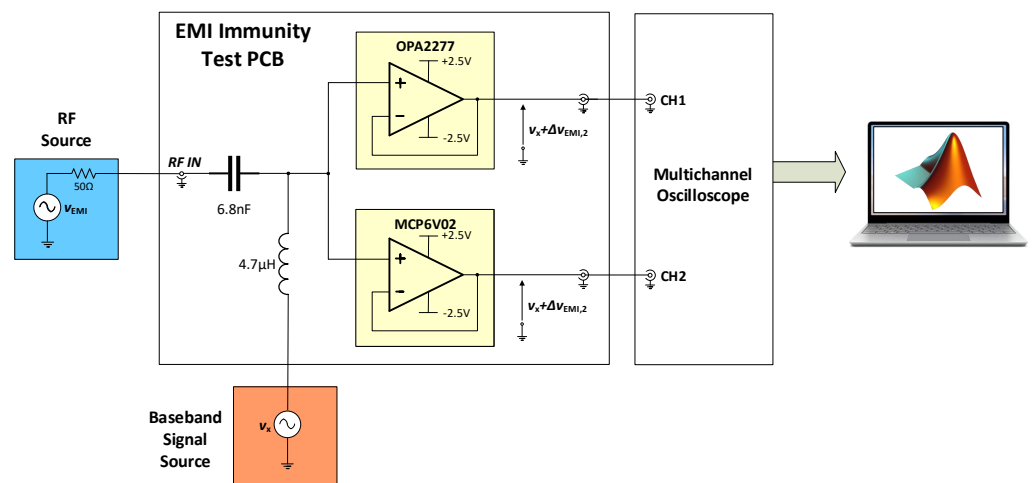 EMI Immunity
Test PCB
OPA2277
+2.5V
+
−
-2.5V
CH1
vx+ΔvEMI,2
RF
Source
RF IN
50Ω
vEMI
6.8nF
4.7μH
MCP6V02
+2.5V
+
−
-2.5V
CH2
vx+ΔvEMI,2
Multichannel
Oscilloscope
Baseband
Signal
Source
vx